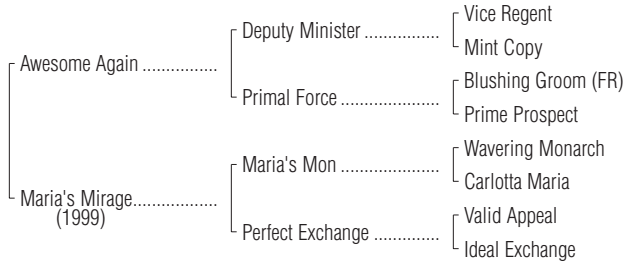 Vice Regent
Deputy Minister ................
Mint Copy
Awesome Again ................
Blushing Groom (FR)
Primal Force .....................
Prime Prospect
Wavering Monarch
Maria's Mon .....................
Carlotta Maria
Maria's Mirage..................
(1999)
Valid Appeal
Perfect Exchange ..............
Ideal Exchange